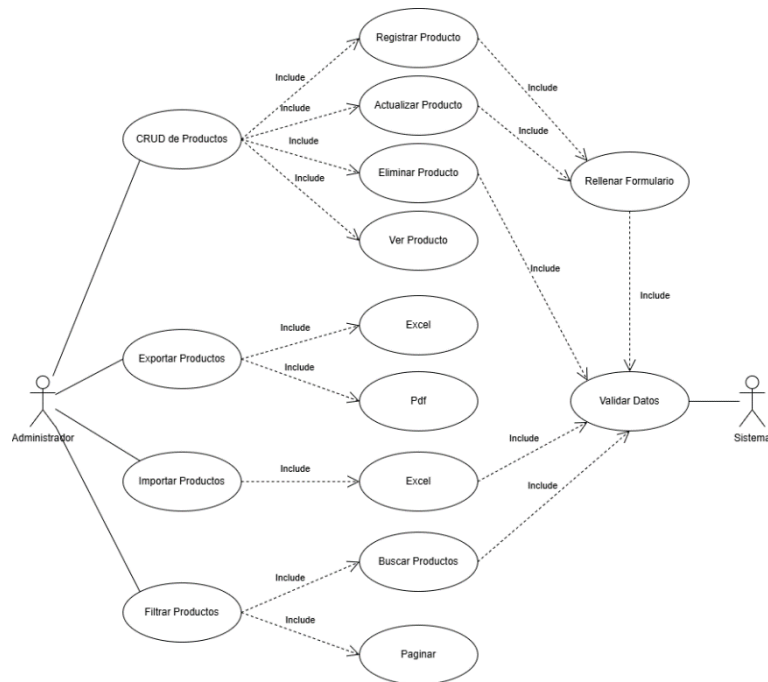 Registrar Producto
Include
Include
Actualizar Producto
Include
Include
CRUD de Productos
Include
Eliminar Producto
Rellenar Formulario
Include
Ver Producto
Include
Include
Include
Excel
Exportar Productos
Include
Pdf
Validar Datos
Administrador
Sistema
Include
Include
Importar Productos
Excel
Include
Buscar Productos
Include
Filtrar Productos
Include
Paginar